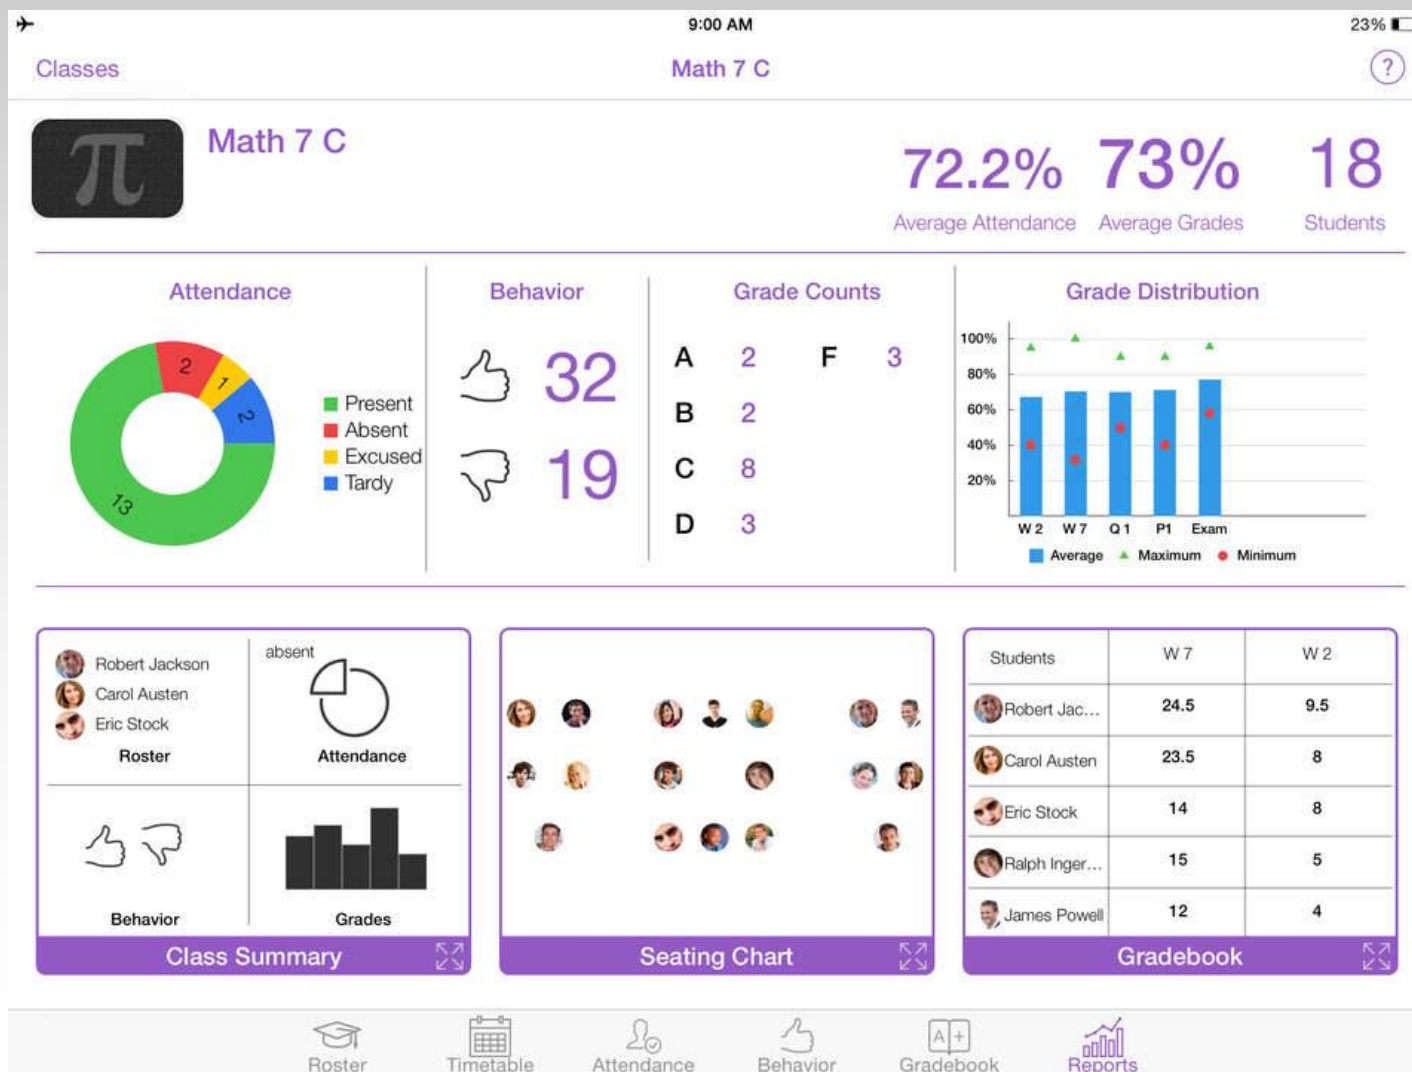 9:00 AM
23%
Classes
Math 7 C
?
π
Math 7 C
72.2%
Average Attendance
73%
Average Grades
18
Students
Attendance
2
1
2
13
Present
Absent
Excused
Tardy
Behavior
32
19
Grade Counts
A 2 F 3
B 2
C 8
D 3
Grade Distribution
100%
80%
60%
40%
20%
W 2 W 7 Q 1 P1 Exam
Average Maximum Minimum
Robert Jackson
Carol Austen
Eric Stock
Roster
absent
Attendance
Behavior
Grades
Class Summary
Seating Chart
Students W 7 W 2
Robert Jac... 24.5 9.5
Carol Austen 23.5 8
Eric Stock 14 8
Ralph Inger... 15 5
James Powell 12 4
Gradebook
Roster
Timetable
Attendance
Behavior
A+
Gradebook
Reports